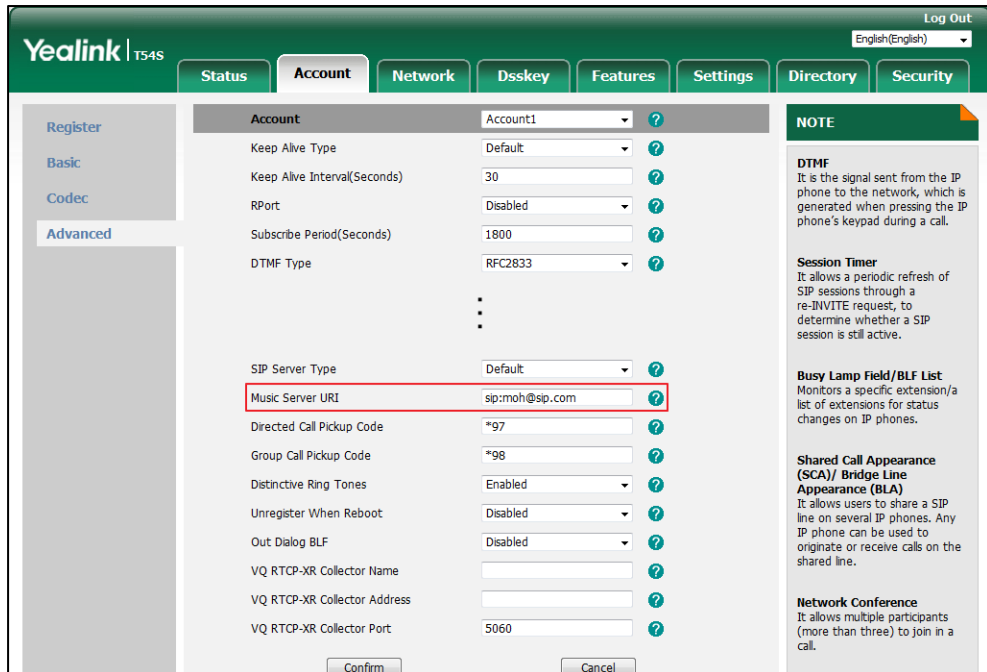 Log Out
Yealink T54S
English(English)
Status Account Network Dsskey Features Settings Directory Security
Register
Basic
Codec
Advanced
Account Account1 ?
Keep Alive Type Default ?
Keep Alive Interval(Seconds) 30 ?
RPort Disabled ?
Subscribe Period(Seconds) 1800 ?
DTMF Type RFC2833 ?
SIP Server Type Default ?
Music Server URI sip:moh@sip.com ?
Directed Call Pickup Code *97 ?
Group Call Pickup Code *98 ?
Distinctive Ring Tones Enabled ?
Unregister When Reboot Disabled ?
Out Dialog BLF Disabled ?
VQ RTCP-XR Collector Name ?
VQ RTCP-XR Collector Address ?
VQ RTCP-XR Collector Port 5060 ?
Confirm Cancel
NOTE
DTMF
It is the signal sent from the IP
phone to the network, which is
generated when pressing the IP
phone's keypad during a call.
Session Timer
It allows a periodic refresh of
SIP sessions through a
re-INVITE request, to
determine whether a SIP
session is still active.
Busy Lamp Field/BLF List
Monitors a specific extension/a
list of extensions for status
changes on IP phones.
Shared Call Appearance
(SCA)/ Bridge Line
Appearance (BLA)
It allows users to share a SIP
line on several IP phones. Any
IP phone can be used to
originate or receive calls on the
shared line.
Network Conference
It allows multiple participants
(more than three) to join in a
call.